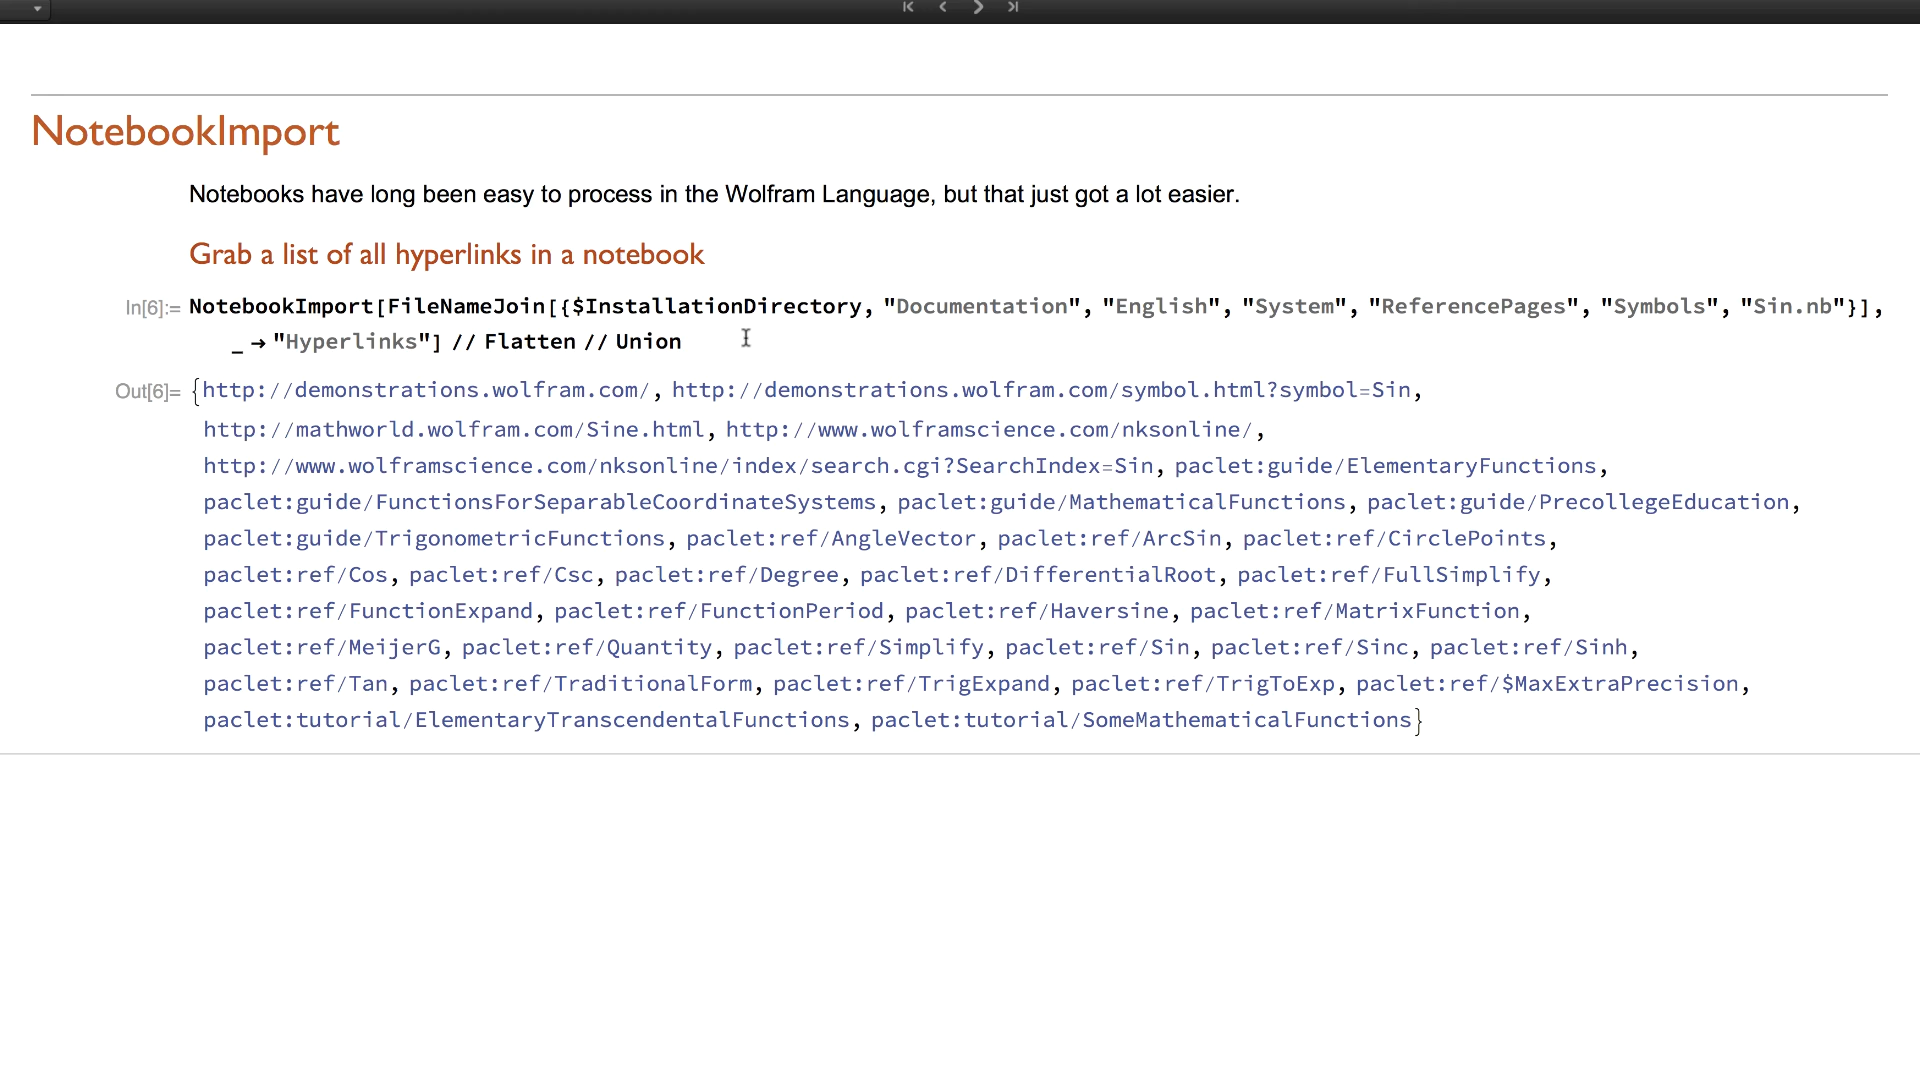 NotebookImport
Notebooks have long been easy to process in the Wolfram Language, but that just got a lot easier.
Grab a list of all hyperlinks in a notebook
In[6]:= NotebookImport[FileNameJoin[{$InstallationDirectory, "Documentation", "English", "System", "ReferencePages", "Symbols", "Sin.nb"}],
_ → "Hyperlinks"] // Flatten // Union
Out[6]= {http://demonstrations.wolfram.com/, http://demonstrations.wolfram.com/symbol.html?symbol=Sin,
http://mathworld.wolfram.com/Sine.html, http://www.wolframscience.com/nksonline/,
http://www.wolframscience.com/nksonline/index/search.cgi?SearchIndex=Sin, paclet:guide/ElementaryFunctions,
paclet:guide/FunctionsForSeparableCoordinateSystems, paclet:guide/MathematicalFunctions, paclet:guide/PrecollegeEducation,
paclet:guide/TrigonometricFunctions, paclet:ref/AngleVector, paclet:ref/ArcSin, paclet:ref/CirclePoints,
paclet:ref/Cos, paclet:ref/Csc, paclet:ref/Degree, paclet:ref/DifferentialRoot, paclet:ref/FullSimplify,
paclet:ref/FunctionExpand, paclet:ref/FunctionPeriod, paclet:ref/Haversine, paclet:ref/MatrixFunction,
paclet:ref/MeijerG, paclet:ref/Quantity, paclet:ref/Simplify, paclet:ref/Sin, paclet:ref/Sinc, paclet:ref/Sinh,
paclet:ref/Tan, paclet:ref/TraditionalForm, paclet:ref/TrigExpand, paclet:ref/TrigToExp, paclet:ref/$MaxExtraPrecision,
paclet:tutorial/ElementaryTranscendentalFunctions, paclet:tutorial/SomeMathematicalFunctions}